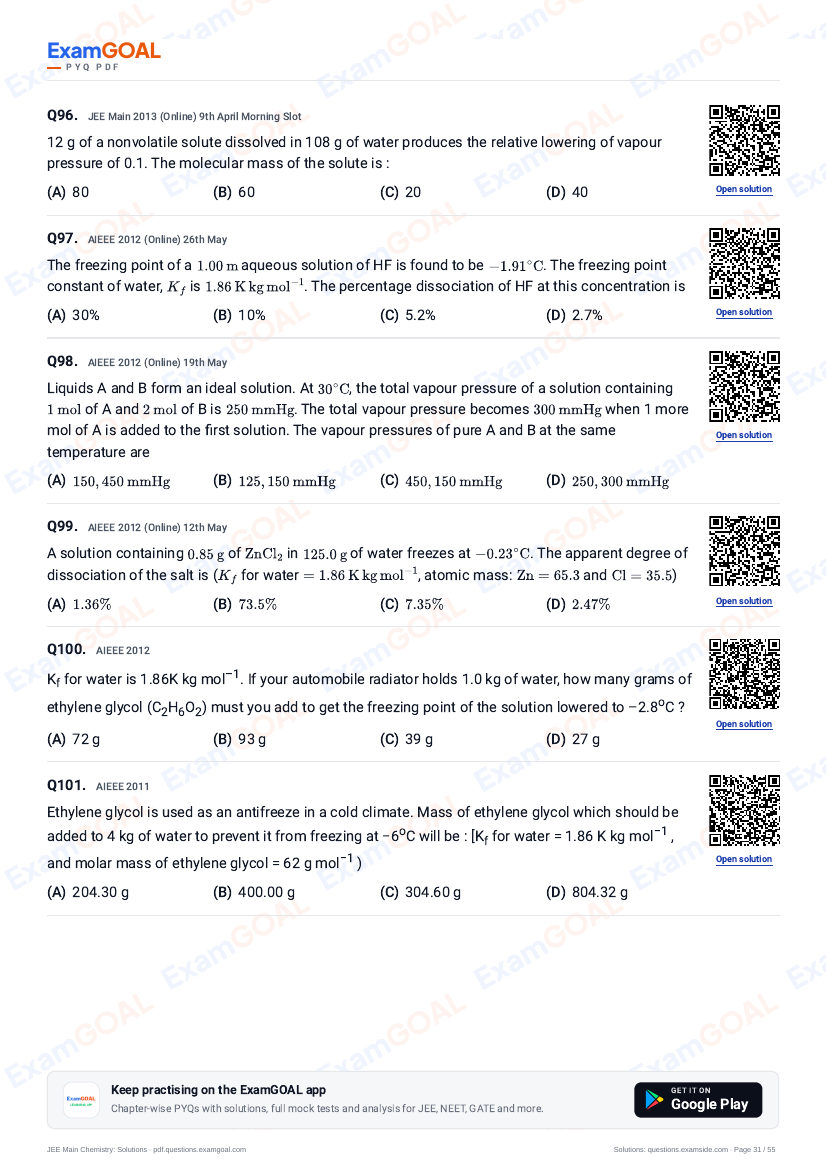 ExamGOAL
PYQ PDF
Q96. JEE Main 2013 (Online) 9th April Morning Slot
12 g of a nonvolatile solute dissolved in 108 g of water produces the relative lowering of vapour
pressure of 0.1. The molecular mass of the solute is :
(A) 80 (B) 60 (C) 20 (D) 40
Open solution
Q97. AIEEE 2012 (Online) 26th May
The freezing point of a 1.00 m aqueous solution of HF is found to be −1.91°C. The freezing point
constant of water, K_f is 1.86 K kg mol⁻¹. The percentage dissociation of HF at this concentration is
(A) 30% (B) 10% (C) 5.2% (D) 2.7%
Open solution
Q98. AIEEE 2012 (Online) 19th May
Liquids A and B form an ideal solution. At 30°C, the total vapour pressure of a solution containing
1 mol of A and 2 mol of B is 250 mmHg. The total vapour pressure becomes 300 mmHg when 1 more
mol of A is added to the first solution. The vapour pressures of pure A and B at the same
temperature are
(A) 150, 450 mmHg (B) 125, 150 mmHg (C) 450, 150 mmHg (D) 250, 300 mmHg
Open solution
Q99. AIEEE 2012 (Online) 12th May
A solution containing 0.85 g of ZnCl₂ in 125.0 g of water freezes at −0.23°C. The apparent degree of
dissociation of the salt is (K_f for water = 1.86 K kg mol⁻¹, atomic mass: Zn = 65.3 and Cl = 35.5)
(A) 1.36% (B) 73.5% (C) 7.35% (D) 2.47%
Open solution
Q100. AIEEE 2012
K_f for water is 1.86K kg mol⁻¹. If your automobile radiator holds 1.0 kg of water, how many grams of
ethylene glycol (C₂H₆O₂) must you add to get the freezing point of the solution lowered to −2.8⁰C ?
(A) 72 g (B) 93 g (C) 39 g (D) 27 g
Open solution
Q101. AIEEE 2011
Ethylene glycol is used as an antifreeze in a cold climate. Mass of ethylene glycol which should be
added to 4 kg of water to prevent it from freezing at −6⁰C will be : [K_f for water = 1.86 K kg mol⁻¹ ,
and molar mass of ethylene glycol = 62 g mol⁻¹ )
(A) 204.30 g (B) 400.00 g (C) 304.60 g (D) 804.32 g
Open solution
ExamGOAL
Keep practising on the ExamGOAL app
Chapter-wise PYQs with solutions, full mock tests and analysis for JEE, NEET, GATE and more.
GET IT ON
Google Play
JEE Main Chemistry: Solutions · pdf.questions.examgoal.com
Solutions: questions.examside.com · Page 31 / 55